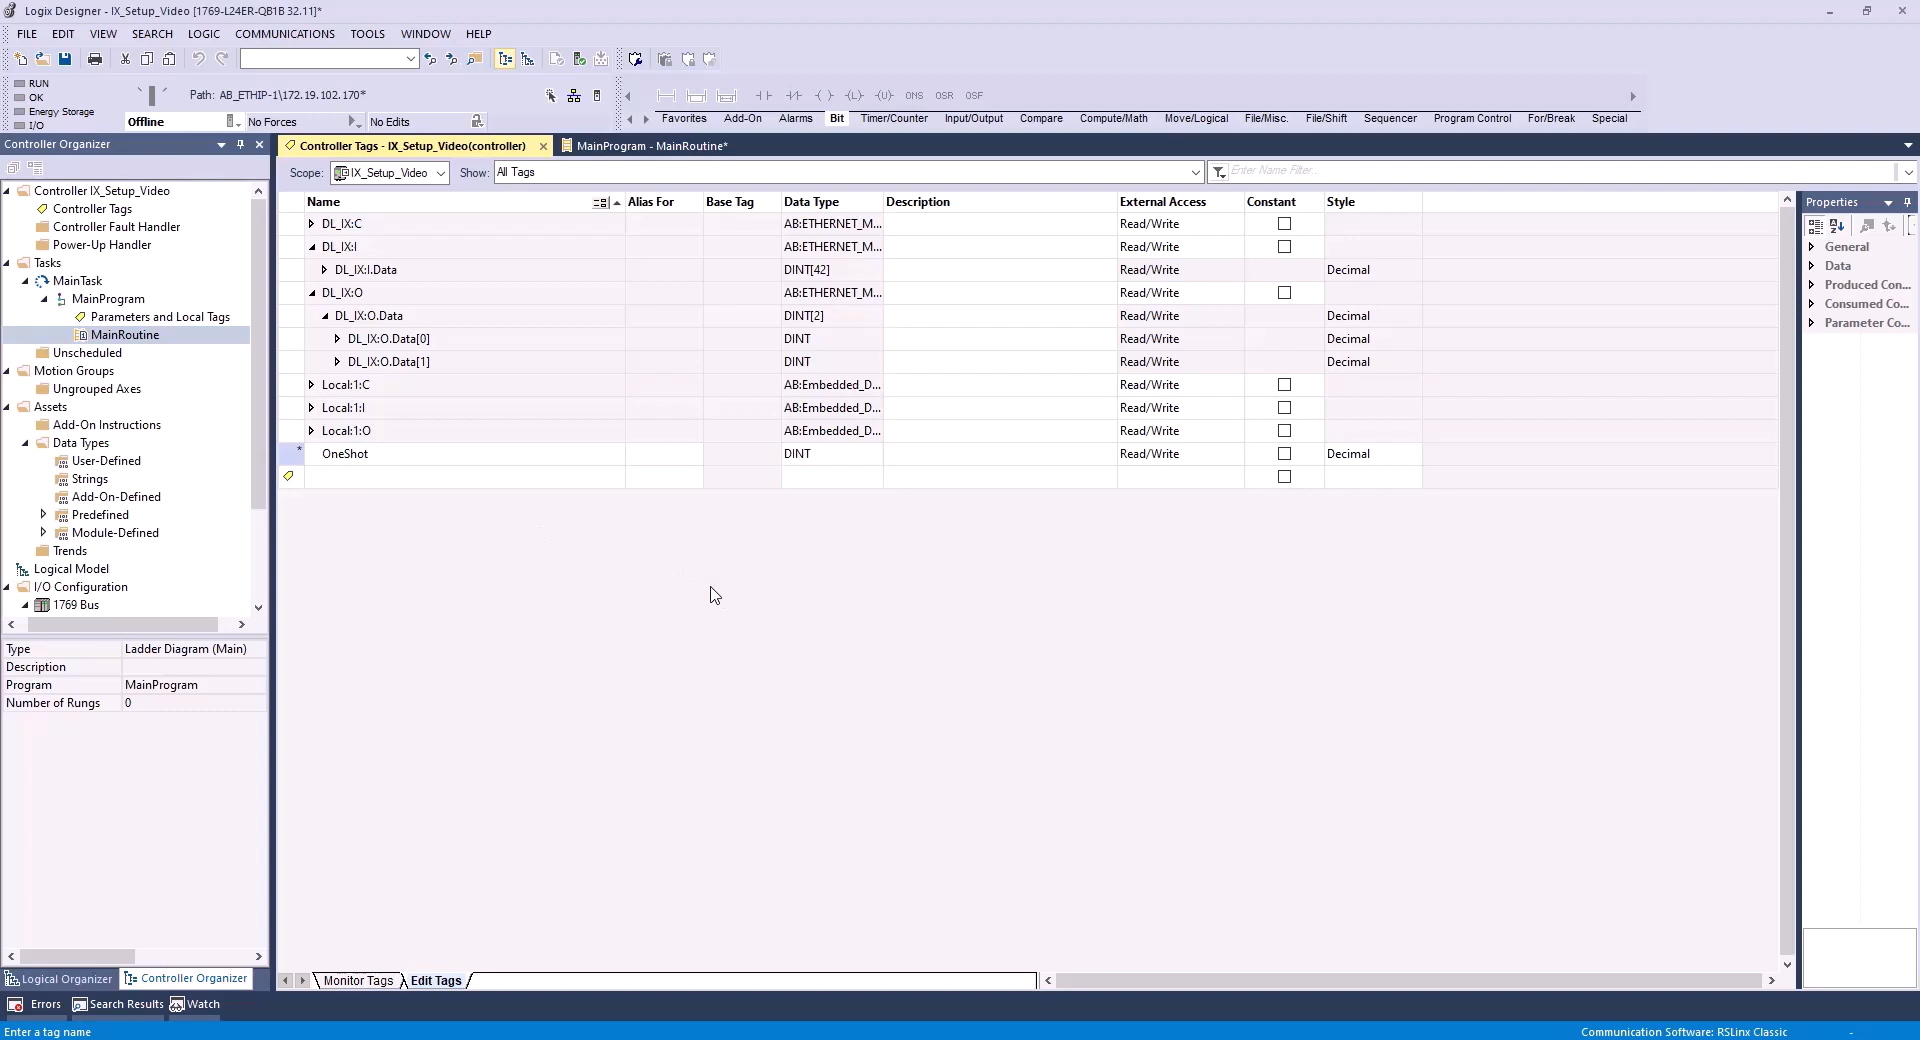 Logix Designer - IX_Setup_Video [1769-L24ER-QB1B 32.11]*
FILE EDIT VIEW SEARCH LOGIC COMMUNICATIONS TOOLS WINDOW HELP
RUN
OK
Energy Storage
I/O
Path: AB_ETHIP-1\172.19.102.170*
Offline No Forces No Edits
ONS OSR OSF
Favorites Add-On Alarms Bit Timer/Counter Input/Output Compare Compute/Math Move/Logical File/Misc. File/Shift Sequencer Program Control For/Break Special
Controller Organizer
Controller IX_Setup_Video
Controller Tags
Controller Fault Handler
Power-Up Handler
Tasks
MainTask
MainProgram
Parameters and Local Tags
MainRoutine
Unscheduled
Motion Groups
Ungrouped Axes
Assets
Add-On Instructions
Data Types
User-Defined
Strings
Add-On-Defined
Predefined
Module-Defined
Trends
Logical Model
I/O Configuration
1769 Bus
Type Ladder Diagram (Main)
Description
Program MainProgram
Number of Rungs 0
Logical Organizer Controller Organizer
Controller Tags - IX_Setup_Video(controller) MainProgram - MainRoutine*
Scope: IX_Setup_Video Show: All Tags Enter Name Filter...
Name Alias For Base Tag Data Type Description External Access Constant Style
DL_IX:C AB:ETHERNET_M... Read/Write
DL_IX:I AB:ETHERNET_M... Read/Write
DL_IX:I.Data DINT[42] Read/Write Decimal
DL_IX:O AB:ETHERNET_M... Read/Write
DL_IX:O.Data DINT[2] Read/Write Decimal
DL_IX:O.Data[0] DINT Read/Write Decimal
DL_IX:O.Data[1] DINT Read/Write Decimal
Local:1:C AB:Embedded_D... Read/Write
Local:1:I AB:Embedded_D... Read/Write
Local:1:O AB:Embedded_D... Read/Write
* OneShot DINT Read/Write Decimal
Monitor Tags Edit Tags
Properties
General
Data
Produced Con...
Consumed Co...
Parameter Co...
Errors Search Results Watch
Enter a tag name Communication Software: RSLinx Classic